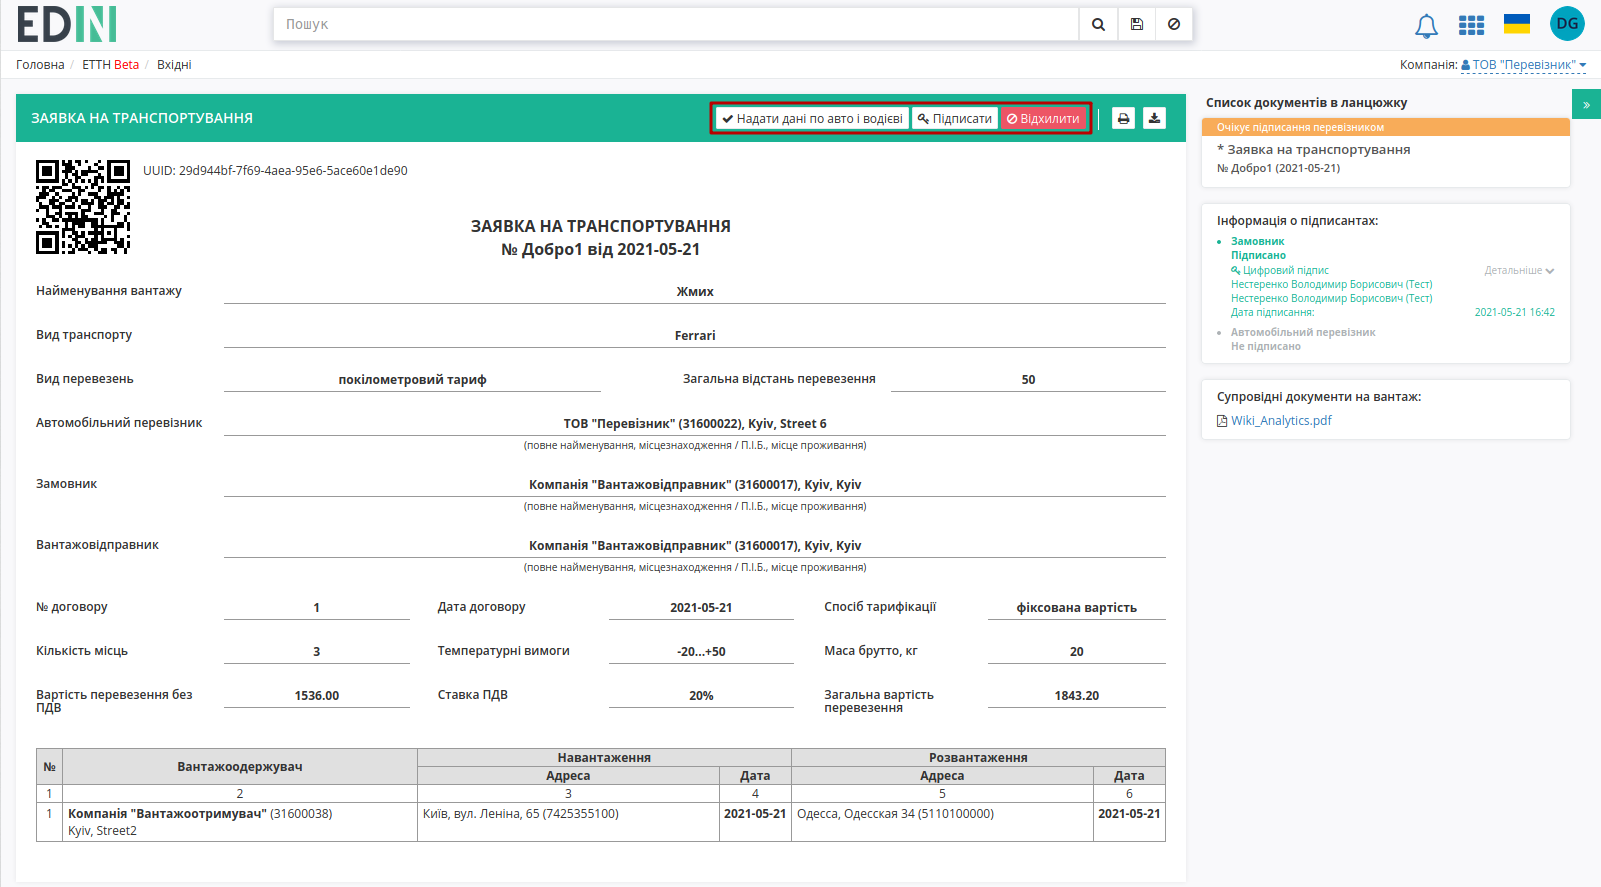 EDIN
Пошук
DG
Головна / ЕТТН Beta / Вхідні
Компанія: ТОВ "Перевізник"
ЗАЯВКА НА ТРАНСПОРТУВАННЯ
Надати дані по авто і водієві
Підписати
Відхилити
UUID: 29d944bf-7f69-4aea-95e6-5ace60e1de90
ЗАЯВКА НА ТРАНСПОРТУВАННЯ
№ Добро1 від 2021-05-21
Найменування вантажу Жмих
Вид транспорту Ferrari
Вид перевезень покілометровий тариф Загальна відстань перевезення 50
Автомобільний перевізник ТОВ "Перевізник" (31600022), Kyiv, Street 6
(повне найменування, місцезнаходження / П.І.Б., місце проживання)
Замовник Компанія "Вантажовідправник" (31600017), Kyiv, Kyiv
(повне найменування, місцезнаходження / П.І.Б., місце проживання)
Вантажовідправник Компанія "Вантажовідправник" (31600017), Kyiv, Kyiv
(повне найменування, місцезнаходження / П.І.Б., місце проживання)
№ договору 1 Дата договору 2021-05-21 Спосіб тарифікації фіксована вартість
Кількість місць 3 Температурні вимоги -20...+50 Маса брутто, кг 20
Вартість перевезення без ПДВ 1536.00 Ставка ПДВ 20% Загальна вартість перевезення 1843.20
№ Вантажоодержувач Навантаження Розвантаження
Адреса Дата Адреса Дата
1 2 3 4 5 6
1 Компанія "Вантажоотримувач" (31600038) Київ, вул. Леніна, 65 (7425355100) 2021-05-21 Одесса, Одесская 34 (5110100000) 2021-05-21
Kyiv, Street2
Список документів в ланцюжку
»
Очікує підписання перевізником
* Заявка на транспортування
№ Добро1 (2021-05-21)
Інформація о підписантах:
Замовник
Підписано
Цифровий підпис Детальніше
Нестеренко Володимир Борисович (Тест)
Нестеренко Володимир Борисович (Тест)
Дата підписання: 2021-05-21 16:42
Автомобільний перевізник
Не підписано
Супровідні документи на вантаж:
Wiki_Analytics.pdf